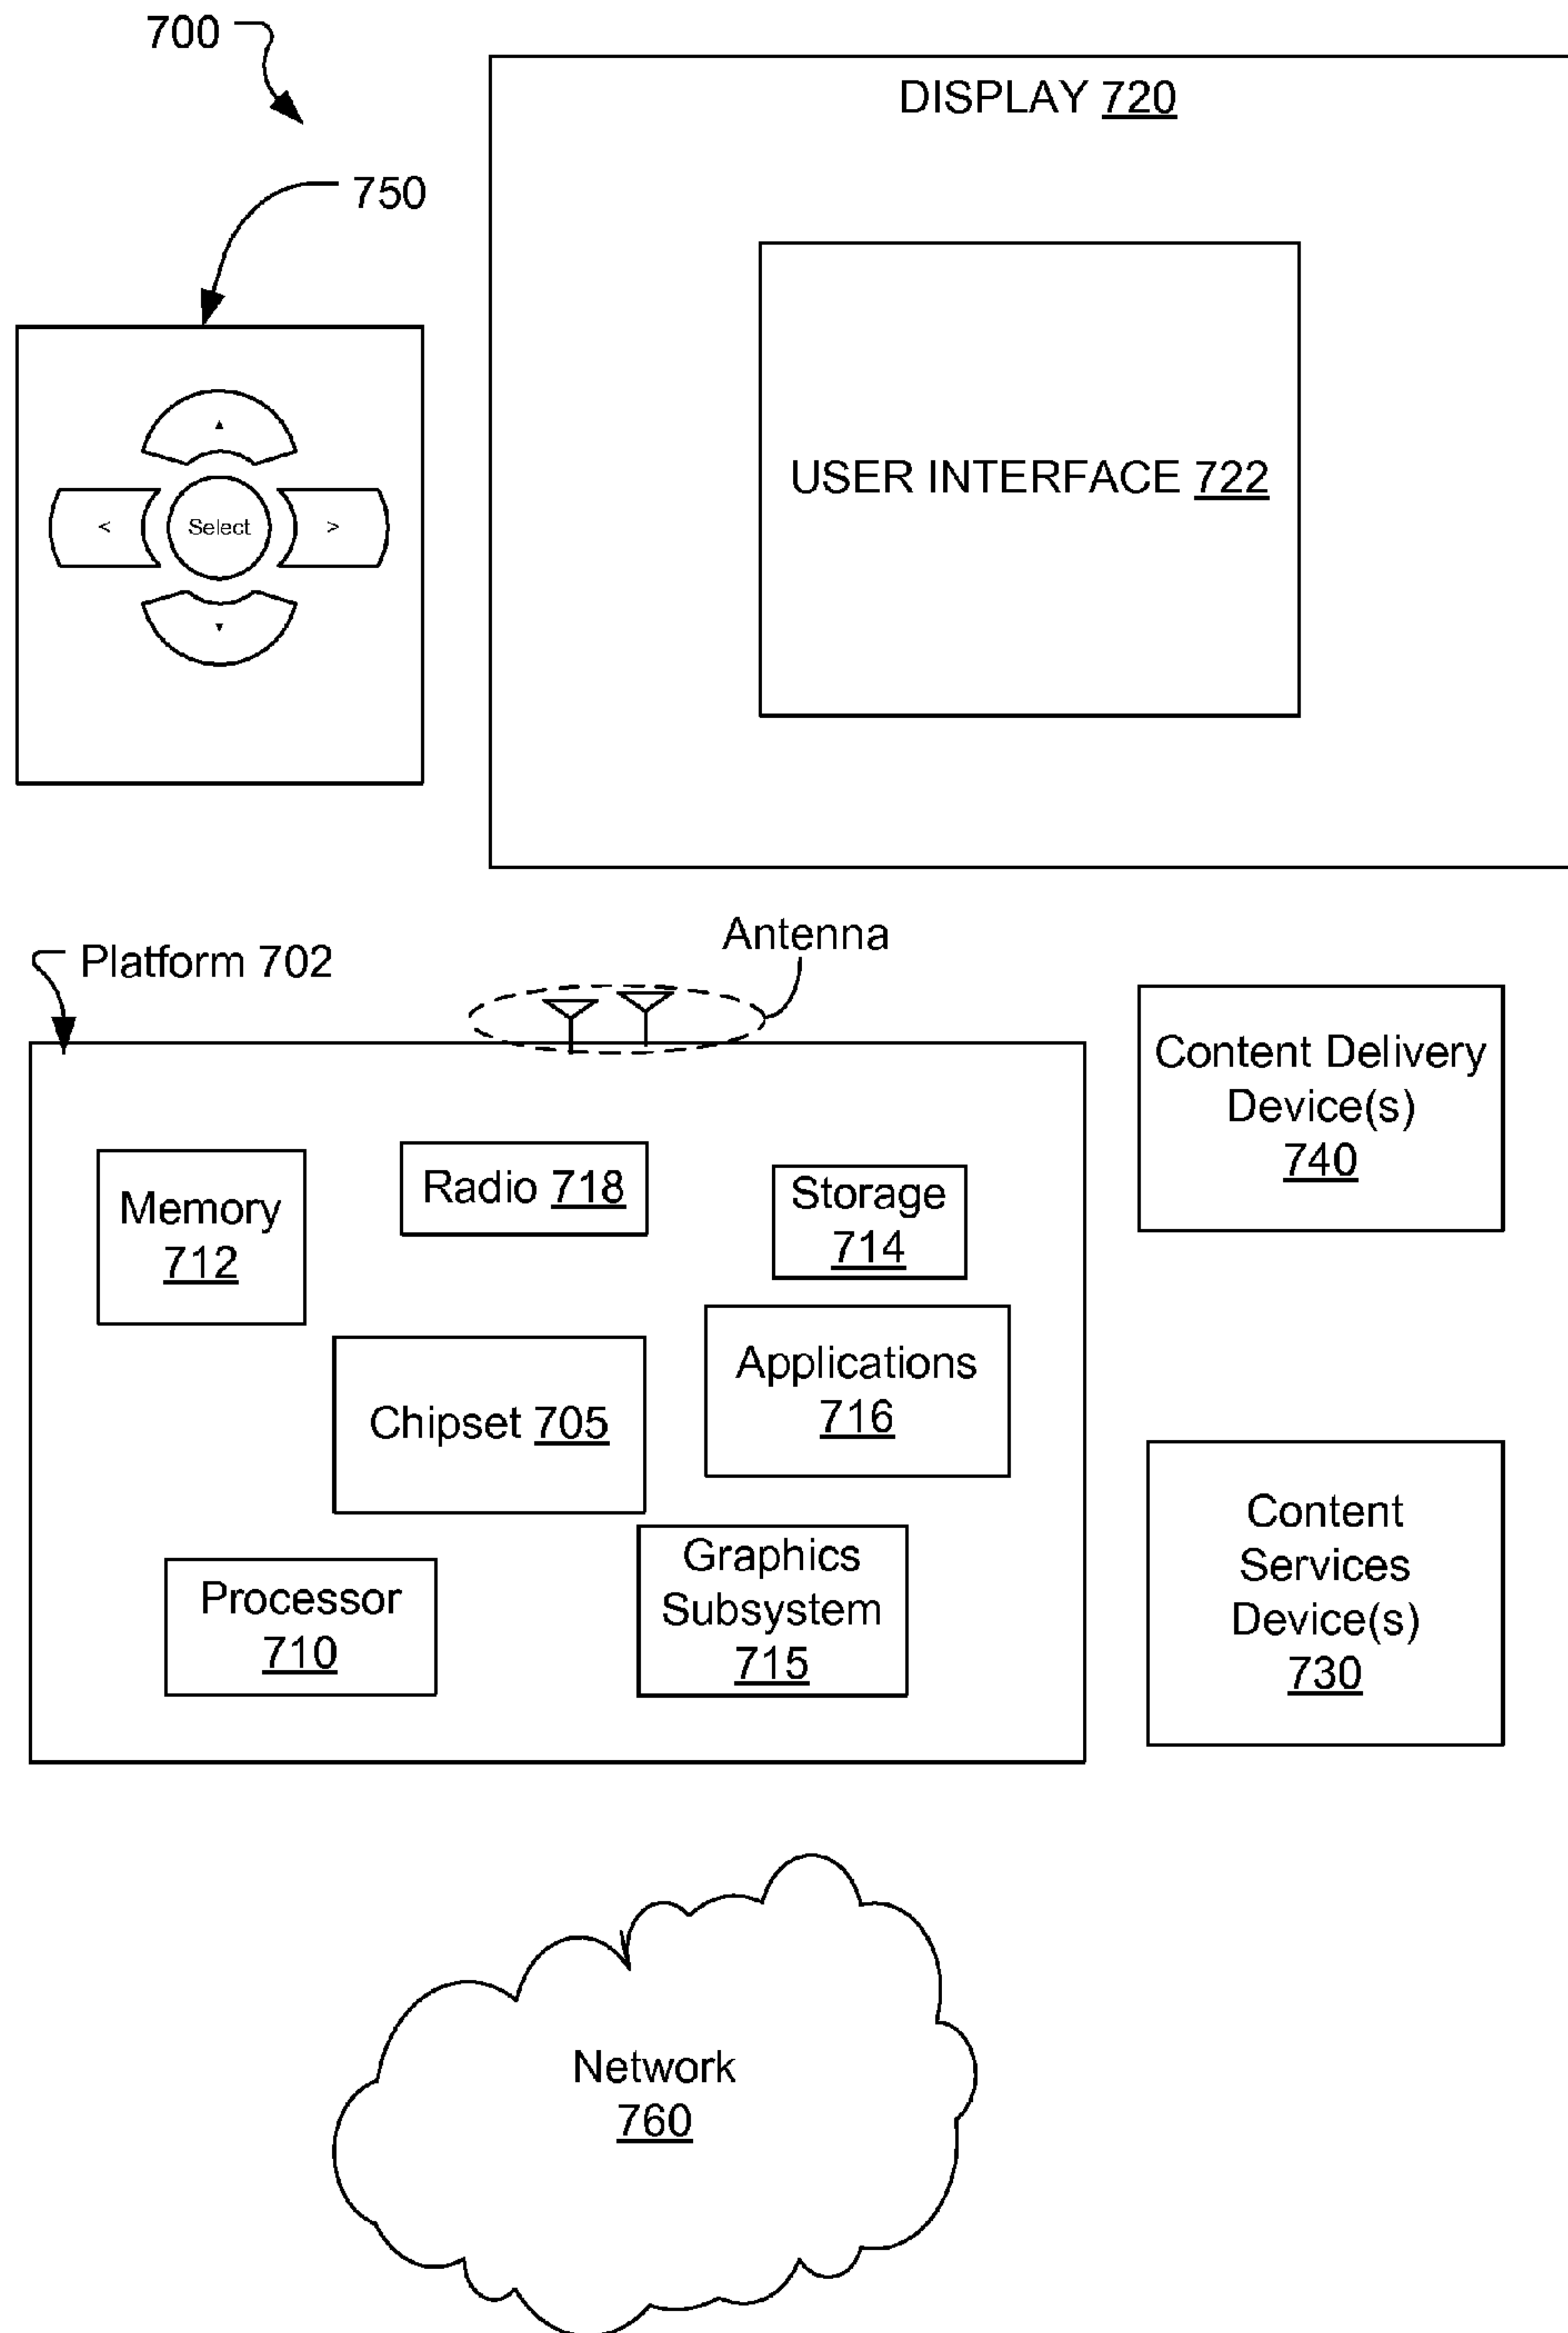 700
DISPLAY 720
750
USER INTERFACE 722
▲
< Select >
▼
Antenna
Platform 702
Content Delivery
Device(s)
740
Memory
712
Radio 718
Storage
714
Applications
716
Chipset 705
Content
Services
Device(s)
730
Graphics
Subsystem
715
Processor
710
Network
760